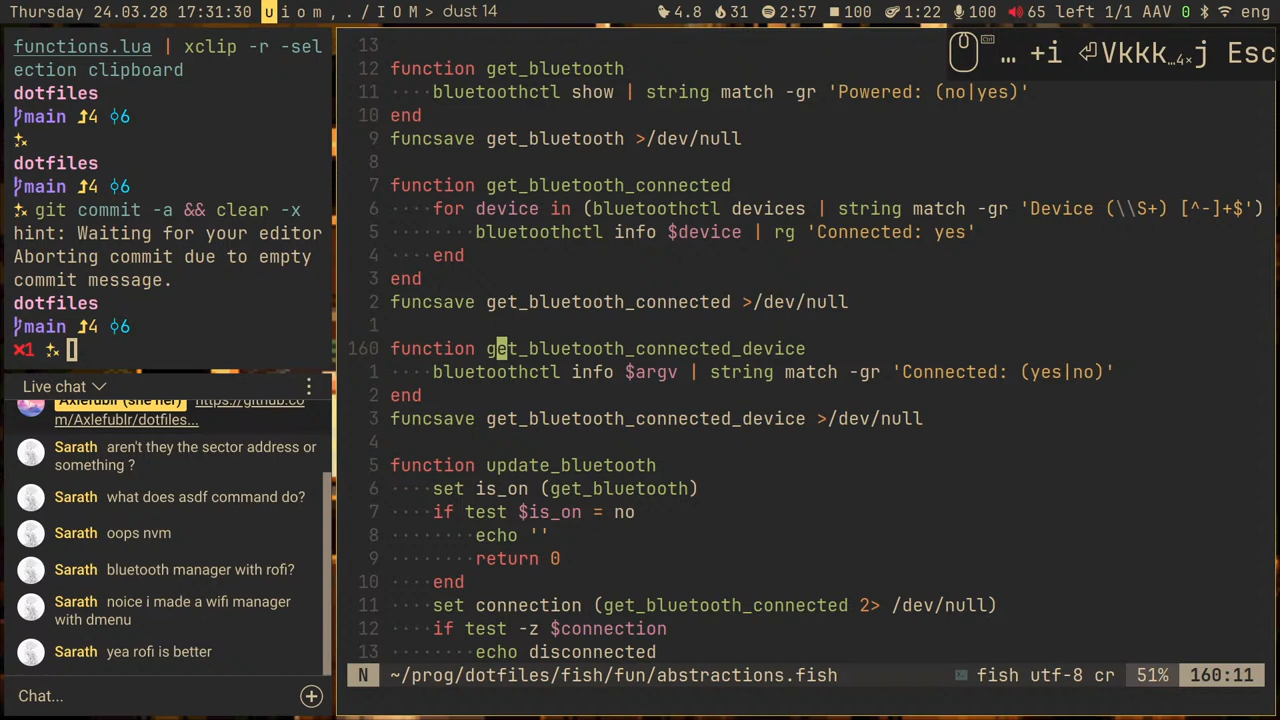 Thursday 24.03.28 17:31:30 u i o m , . / I O M > dust 14 4.8 31 2:57 100 1:22 100 65 left 1/1 AAV 0 eng
functions.lua | xclip -r -sel
ection clipboard
dotfiles
main 4 6
dotfiles
main 4 6
git commit -a && clear -x
hint: Waiting for your editor
Aborting commit due to empty
commit message.
dotfiles
main 4 6
1
Live chat
Axlefublr (she her) https://github.co
m/Axlefublr/dotfiles...
Sarath aren't they the sector address or
something ?
Sarath what does asdf command do?
Sarath oops nvm
Sarath bluetooth manager with rofi?
Sarath noice i made a wifi manager
with dmenu
Sarath yea rofi is better
Chat...
Ctrl … +i ⏎Vkkk…4×j Esc
13
12 function get_bluetooth
11 ····bluetoothctl show | string match -gr 'Powered: (no|yes)'
10 end
9 funcsave get_bluetooth >/dev/null
8
7 function get_bluetooth_connected
6 ····for device in (bluetoothctl devices | string match -gr 'Device (\\S+) [^-]+$')
5 ········bluetoothctl info $device | rg 'Connected: yes'
4 ····end
3 end
2 funcsave get_bluetooth_connected >/dev/null
1
160 function get_bluetooth_connected_device
1 ····bluetoothctl info $argv | string match -gr 'Connected: (yes|no)'
2 end
3 funcsave get_bluetooth_connected_device >/dev/null
4
5 function update_bluetooth
6 ····set is_on (get_bluetooth)
7 ····if test $is_on = no
8 ········echo ''
9 ········return 0
10 ····end
11 ····set connection (get_bluetooth_connected 2> /dev/null)
12 ····if test -z $connection
13 ········echo disconnected
N ~/prog/dotfiles/fish/fun/abstractions.fish fish utf-8 cr 51% 160:11